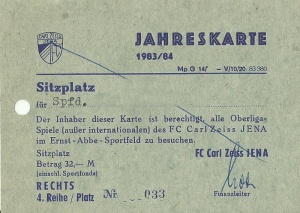 JAHRESKARTE
1983/84
Mp G 14/ - V/10/20 83 380
Sitzplatz
für Spfd.
Der Inhaber dieser Karte ist berechtigt, alle Oberliga-
Spiele (außer internationalen) des FC Carl Zeiss JENA
im Ernst-Abbe-Sportfeld zu besuchen.
Sitzplatz FC Carl Zeiss JENA
Betrag 32,— M
(einschl. Sportfonds)
RECHTS
4. Reihe / Platz № 033
Finanzleiter